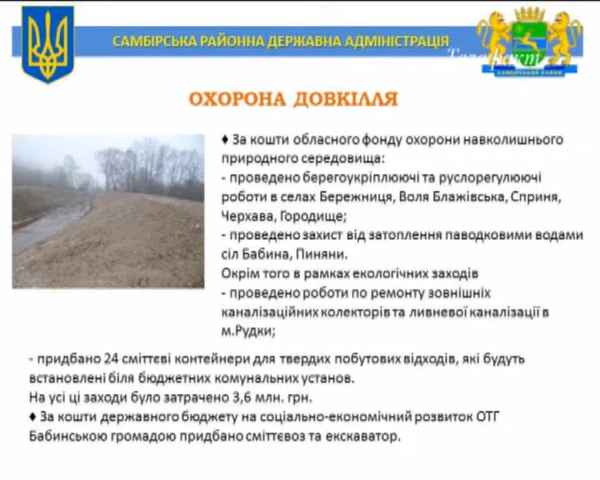 САМБІРСЬКА РАЙОННА ДЕРЖАВНА АДМІНІСТРАЦІЯ
Телефакт
САМБІРСЬКИЙ РАЙОН
ОХОРОНА ДОВКІЛЛЯ
♦ За кошти обласного фонду охорони навколишнього
природного середовища:
- проведено берегоукріплюючі та руслорегулюючі
роботи в селах Бережниця, Воля Блажівська, Сприня,
Черхава, Городище;
- проведено захист від затоплення паводковими водами
сіл Бабина, Пиняни.
Окрім того в рамках екологічних заходів
- проведено роботи по ремонту зовнішніх
каналізаційних колекторів та ливневої каналізації в
м.Рудки;
- придбано 24 сміттєві контейнери для твердих побутових відходів, які будуть
встановлені біля бюджетних комунальних установ.
На усі ці заходи було затрачено 3,6 млн. грн.
♦ За кошти державного бюджету на соціально-економічний розвиток ОТГ
Бабинською громадою придбано сміттєвоз та екскаватор.